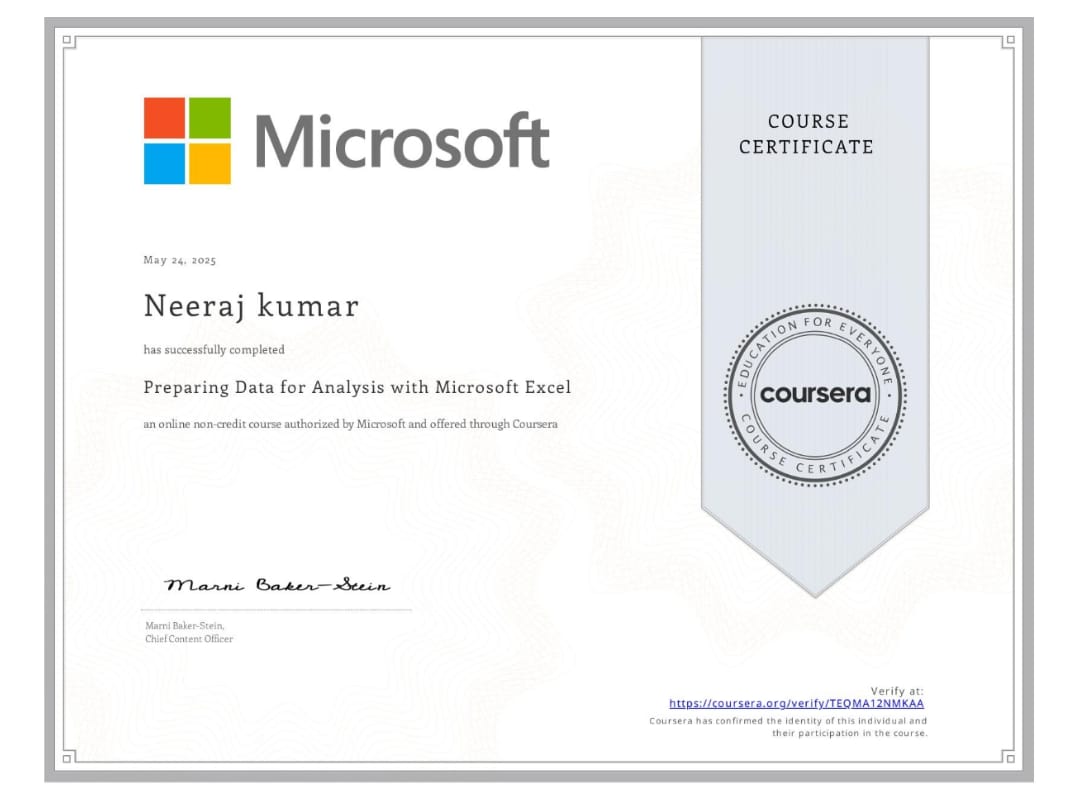 Microsoft
COURSE
CERTIFICATE
May 24, 2025
Neeraj kumar
has successfully completed
Preparing Data for Analysis with Microsoft Excel
an online non-credit course authorized by Microsoft and offered through Coursera
EDUCATION FOR EVERYONE
coursera
COURSE CERTIFICATE
Marni Baker-Stein
Marni Baker-Stein,
Chief Content Officer
Verify at:
https://coursera.org/verify/TEQMA12NMKAA
Coursera has confirmed the identity of this individual and
their participation in the course.